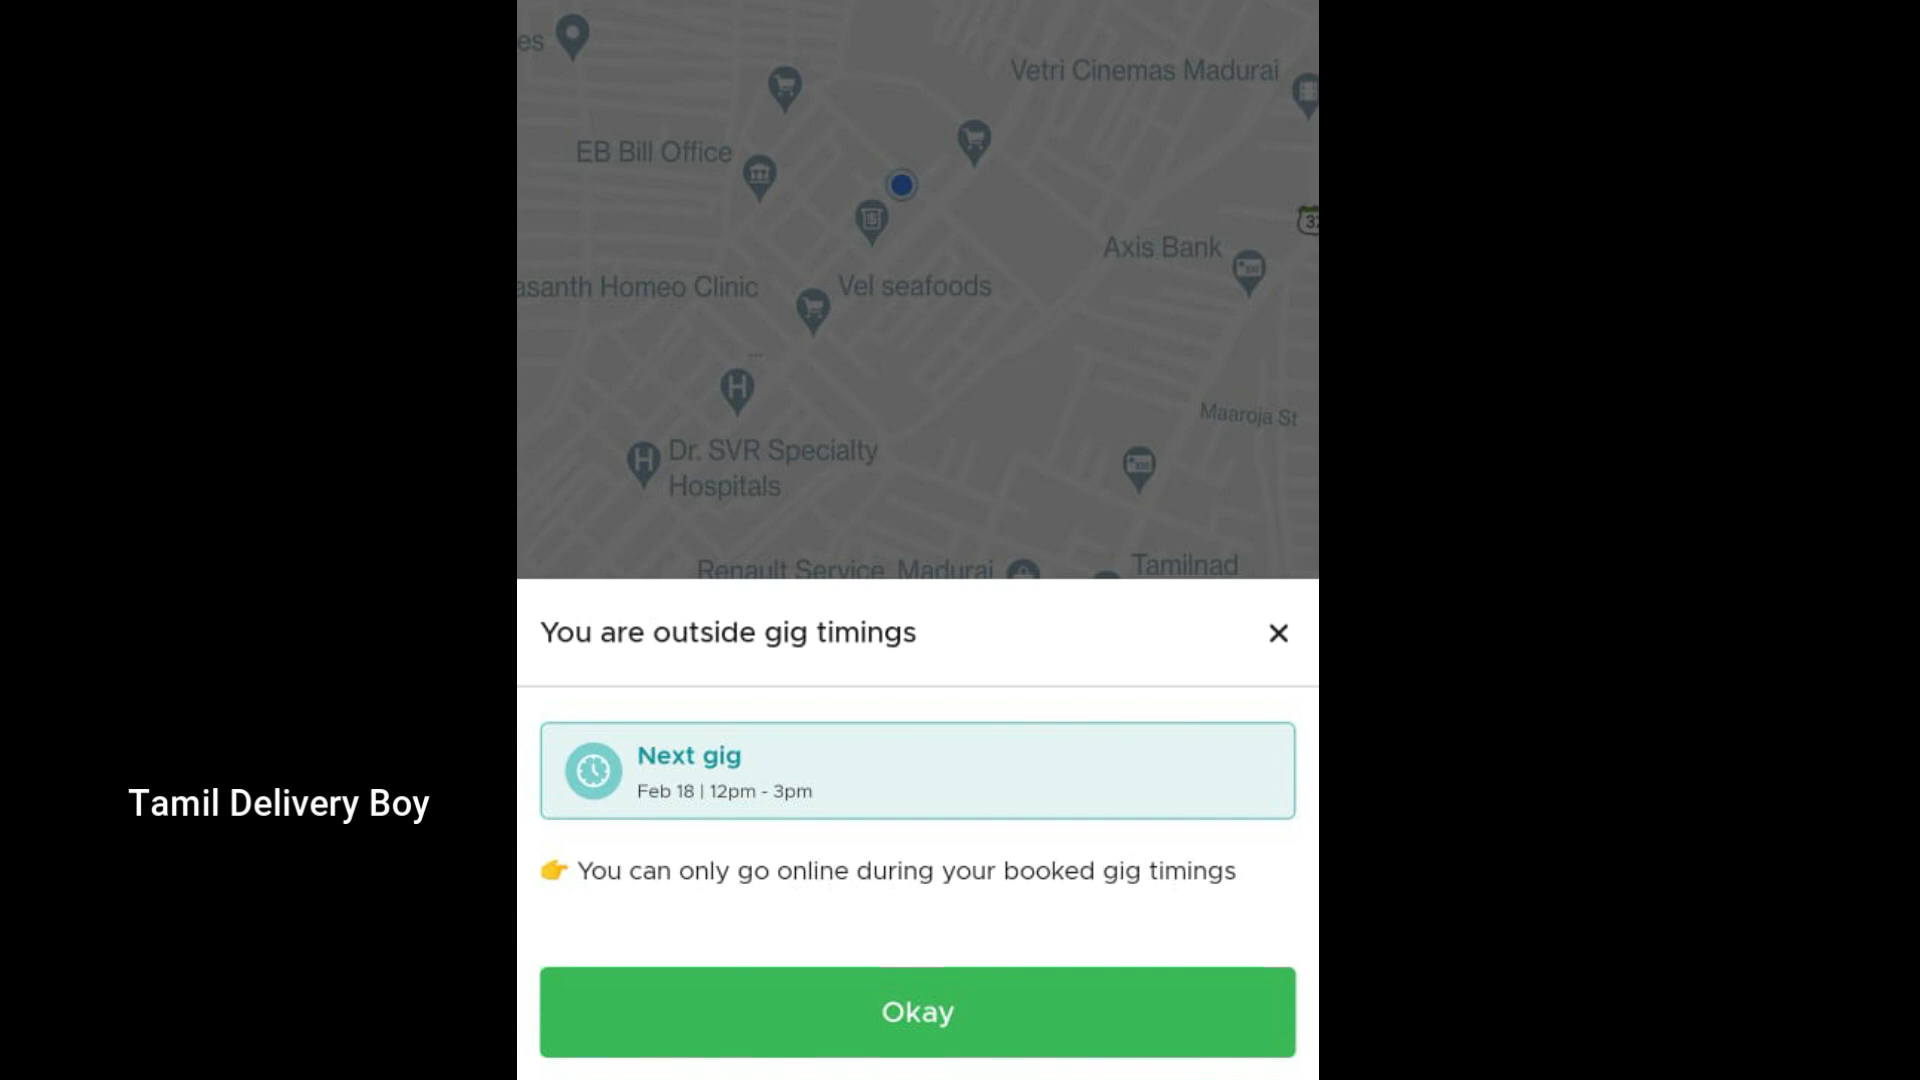 es
Vetri Cinemas Madurai
EB Bill Office
Axis Bank
asanth Homeo Clinic
Vel seafoods
Maaroja St
Dr. SVR Specialty
Hospitals
Renault Service, Madurai
Tamilnad
You are outside gig timings
Next gig
Feb 18 | 12pm - 3pm
Tamil Delivery Boy
👉 You can only go online during your booked gig timings
Okay